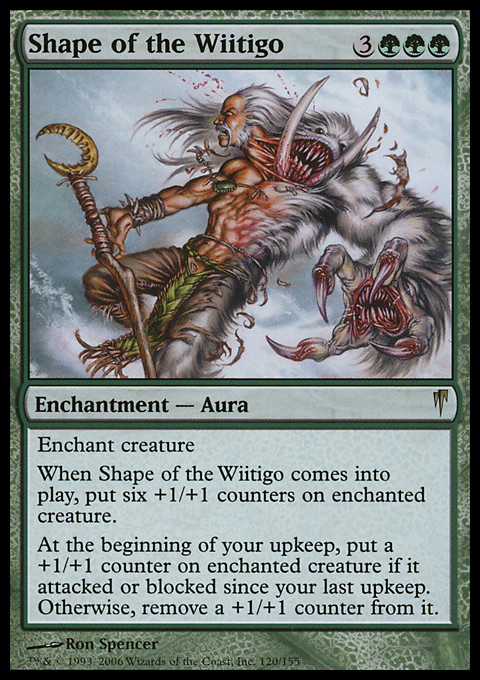 Shape of the Wiitigo 3
Enchantment — Aura
Enchant creature
When Shape of the Wiitigo comes into
play, put six +1/+1 counters on enchanted
creature.
At the beginning of your upkeep, put a
+1/+1 counter on enchanted creature if it
attacked or blocked since your last upkeep.
Otherwise, remove a +1/+1 counter from it.
Ron Spencer
™ & © 1993–2006 Wizards of the Coast, Inc. 120/155